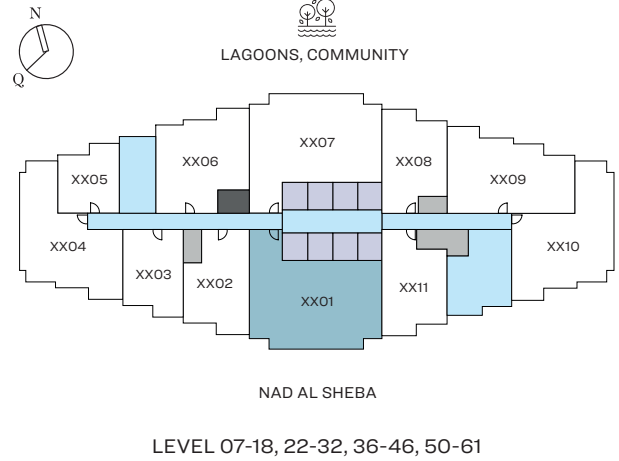 N
Q
LAGOONS, COMMUNITY
XX07
XX06
XX08
XX05
XX09
XX04
XX03
XX02
XX01
XX11
XX10
NAD AL SHEBA
LEVEL 07-18, 22-32, 36-46, 50-61